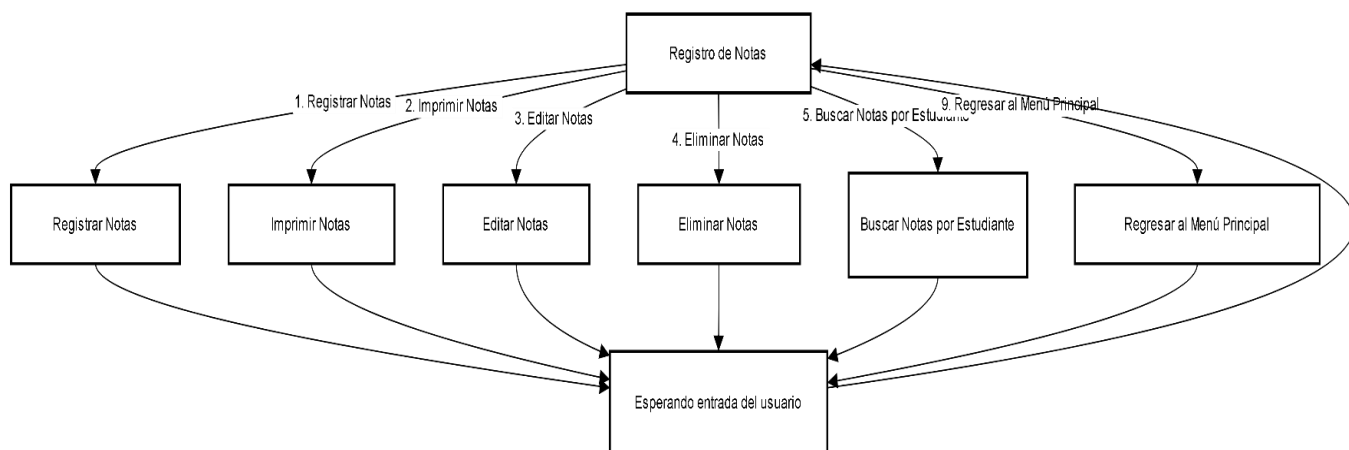 Registro de Notas
1. Registrar Notas
2. Imprimir Notas
3. Editar Notas
4. Eliminar Notas
5. Buscar Notas por Estudiante
9. Regresar al Menú Principal
Registrar Notas
Imprimir Notas
Editar Notas
Eliminar Notas
Buscar Notas por Estudiante
Regresar al Menú Principal
Esperando entrada del usuario